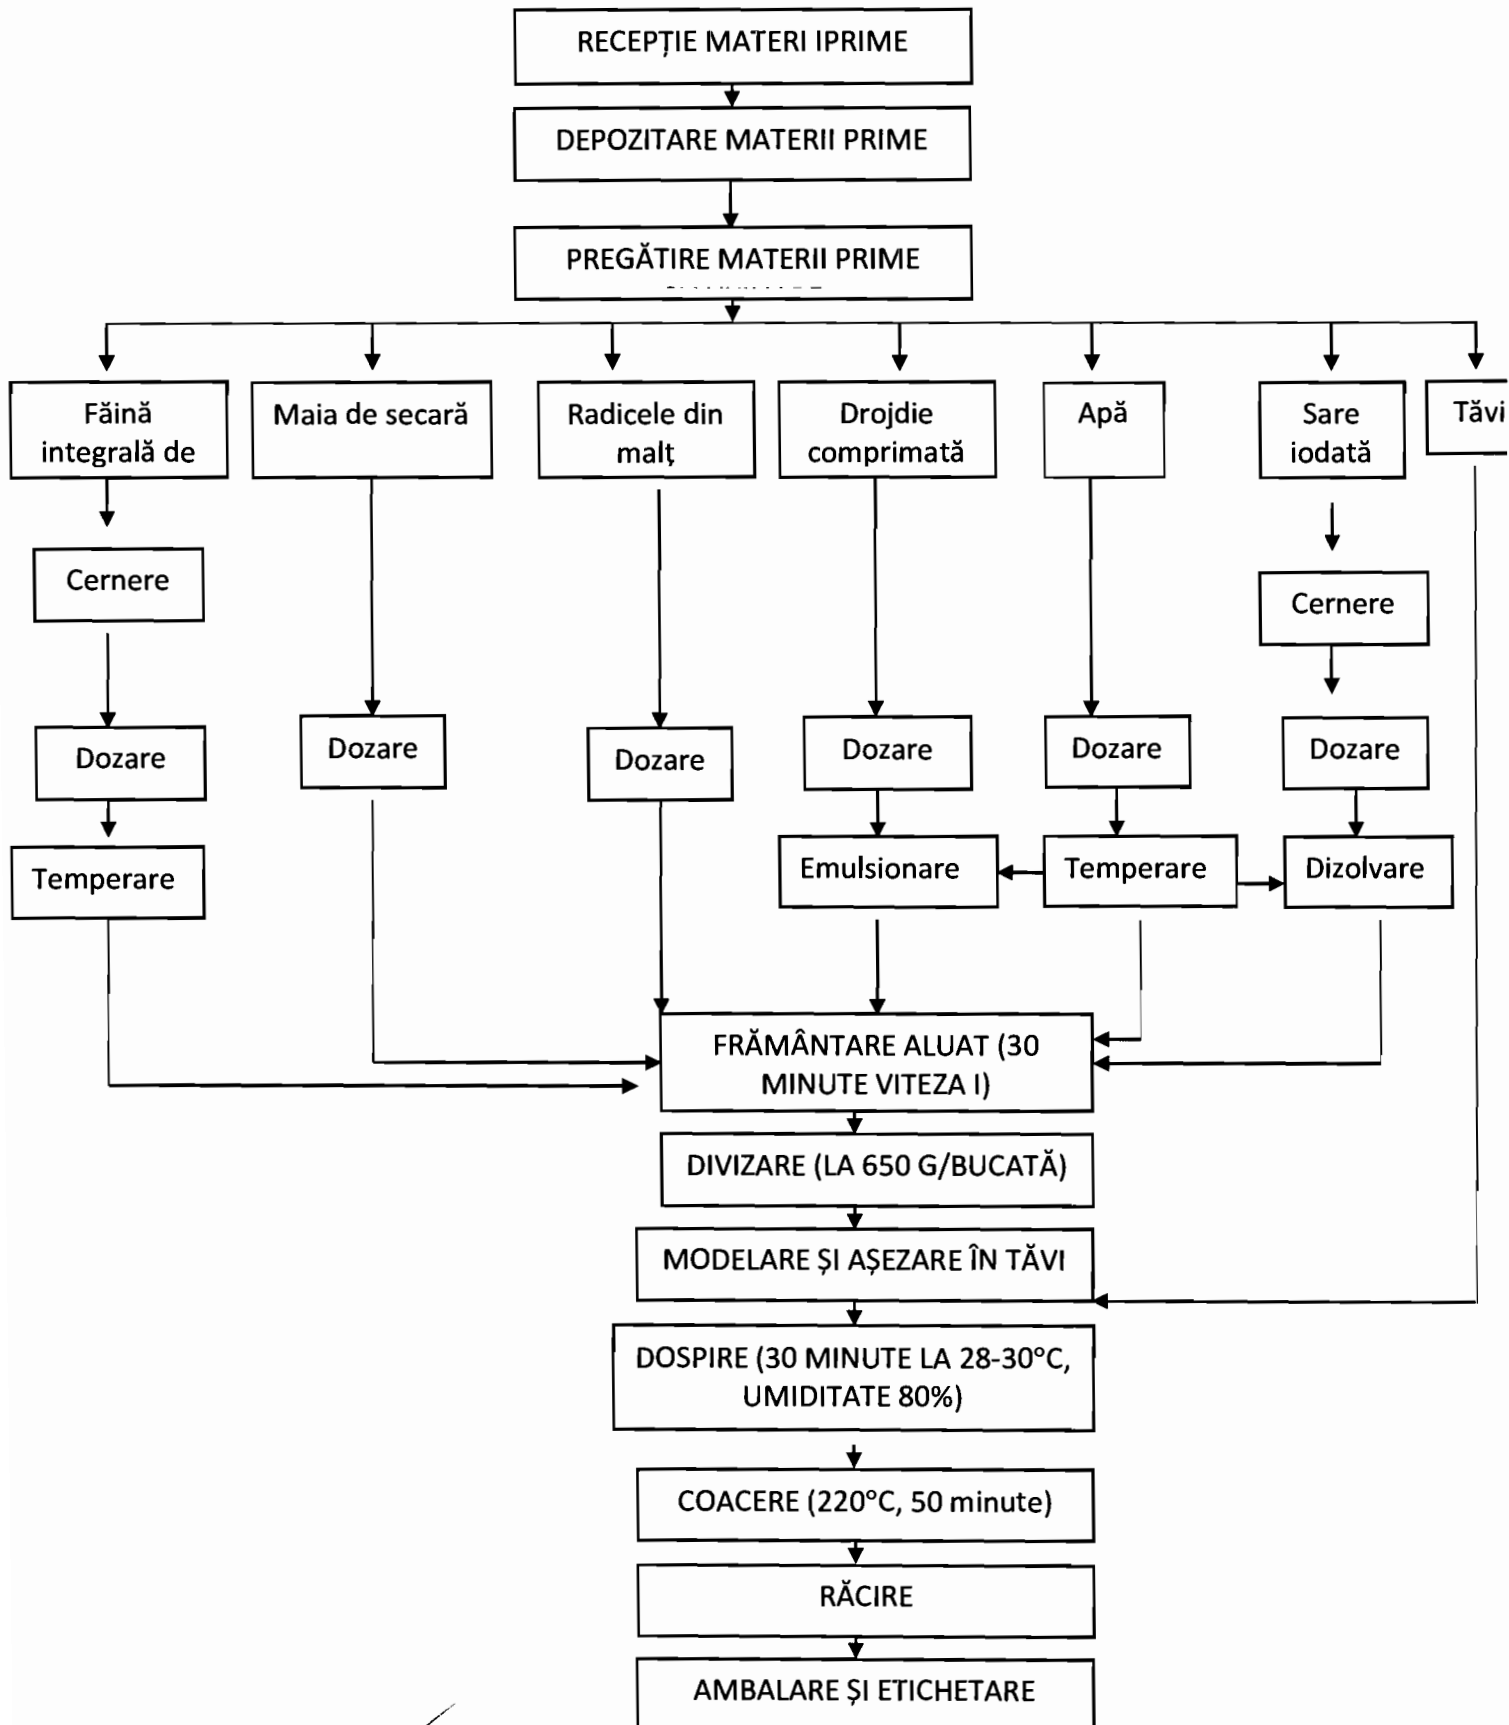 RECEPȚIE MATERI IPRIME
DEPOZITARE MATERII PRIME
PREGĂTIRE MATERII PRIME
Făină
integrală de
Maia de secară
Radicele din
malț
Drojdie
comprimată
Apă
Sare
iodată
Tăvi
Cernere
Cernere
Dozare
Dozare
Dozare
Dozare
Dozare
Dozare
Temperare
Emulsionare
Temperare
Dizolvare
FRĂMÂNTARE ALUAT (30
MINUTE VITEZA I)
DIVIZARE (LA 650 G/BUCATĂ)
MODELARE ȘI AȘEZARE ÎN TĂVI
DOSPIRE (30 MINUTE LA 28-30°C,
UMIDITATE 80%)
COACERE (220°C, 50 minute)
RĂCIRE
AMBALARE ȘI ETICHETARE